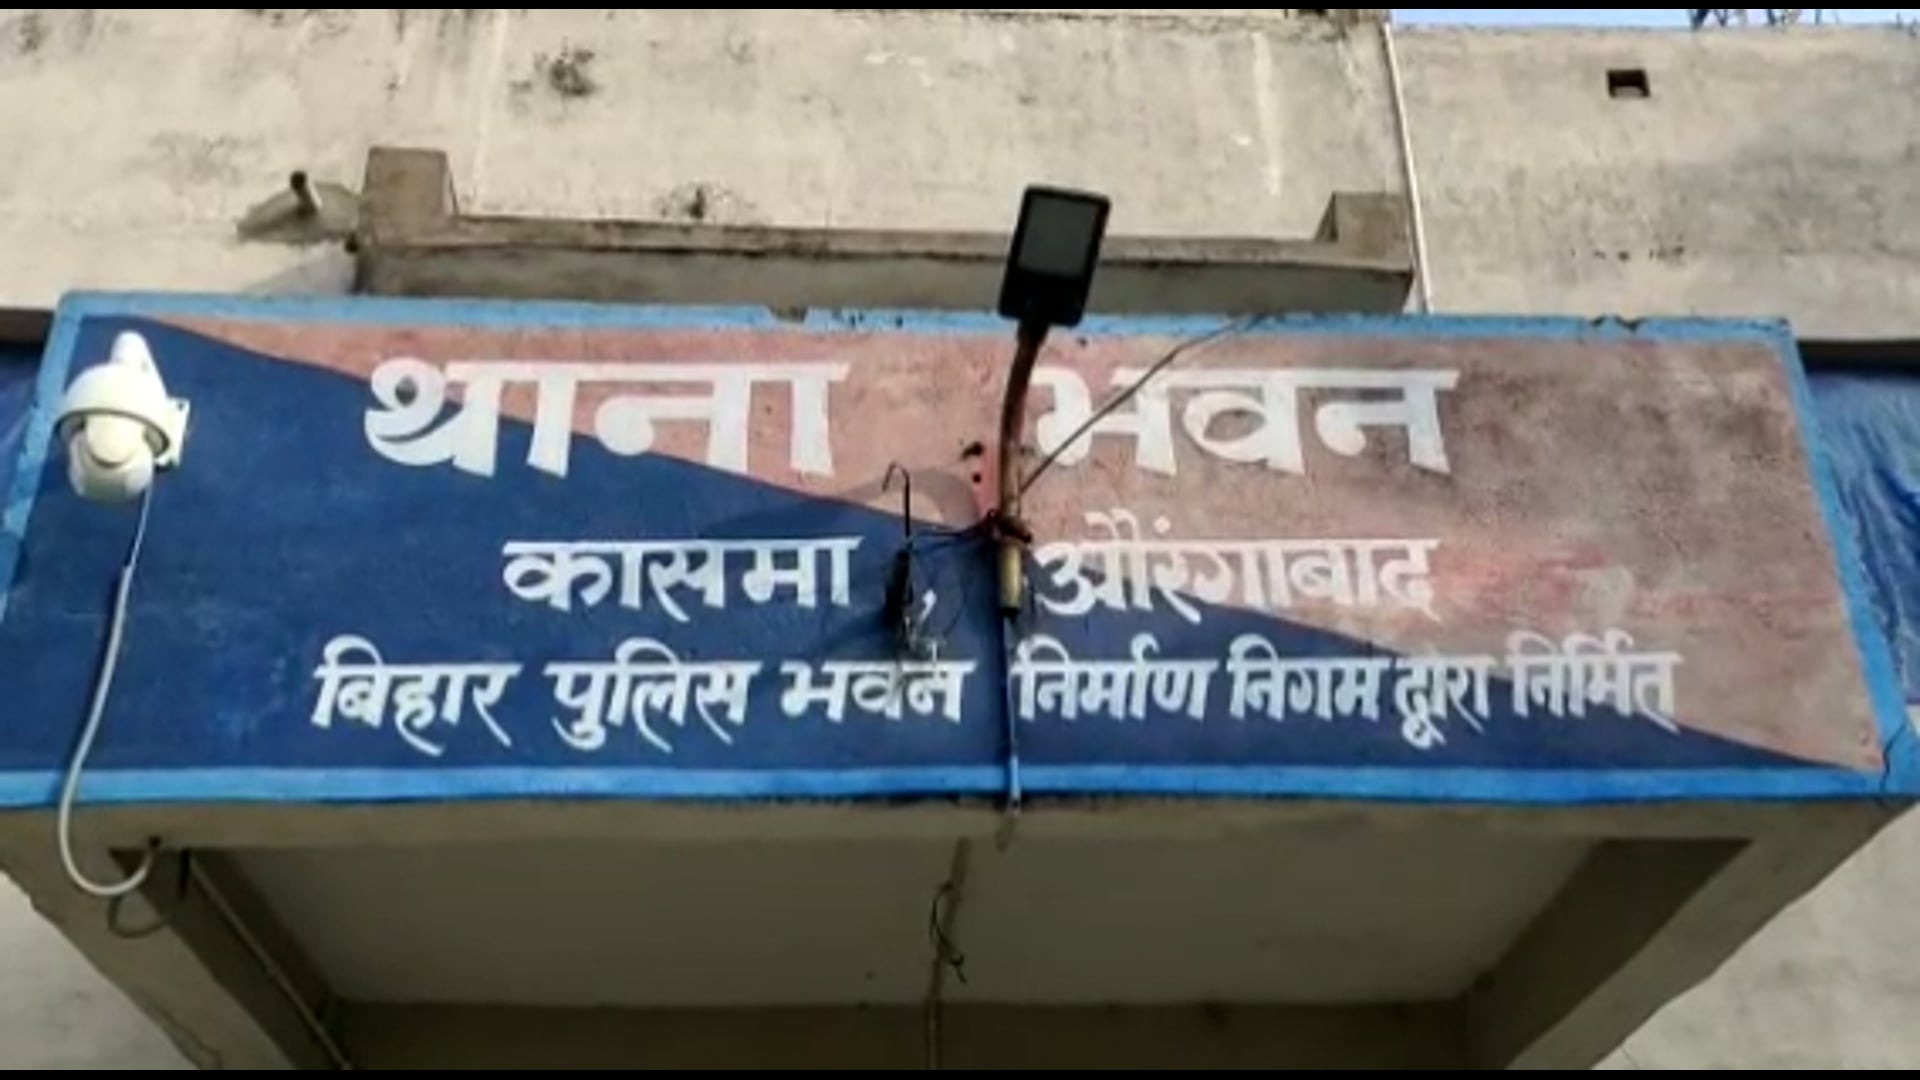 थाना भवन
कासमा , औरंगाबाद
बिहार पुलिस भवन निर्माण निगम द्वारा निर्मित